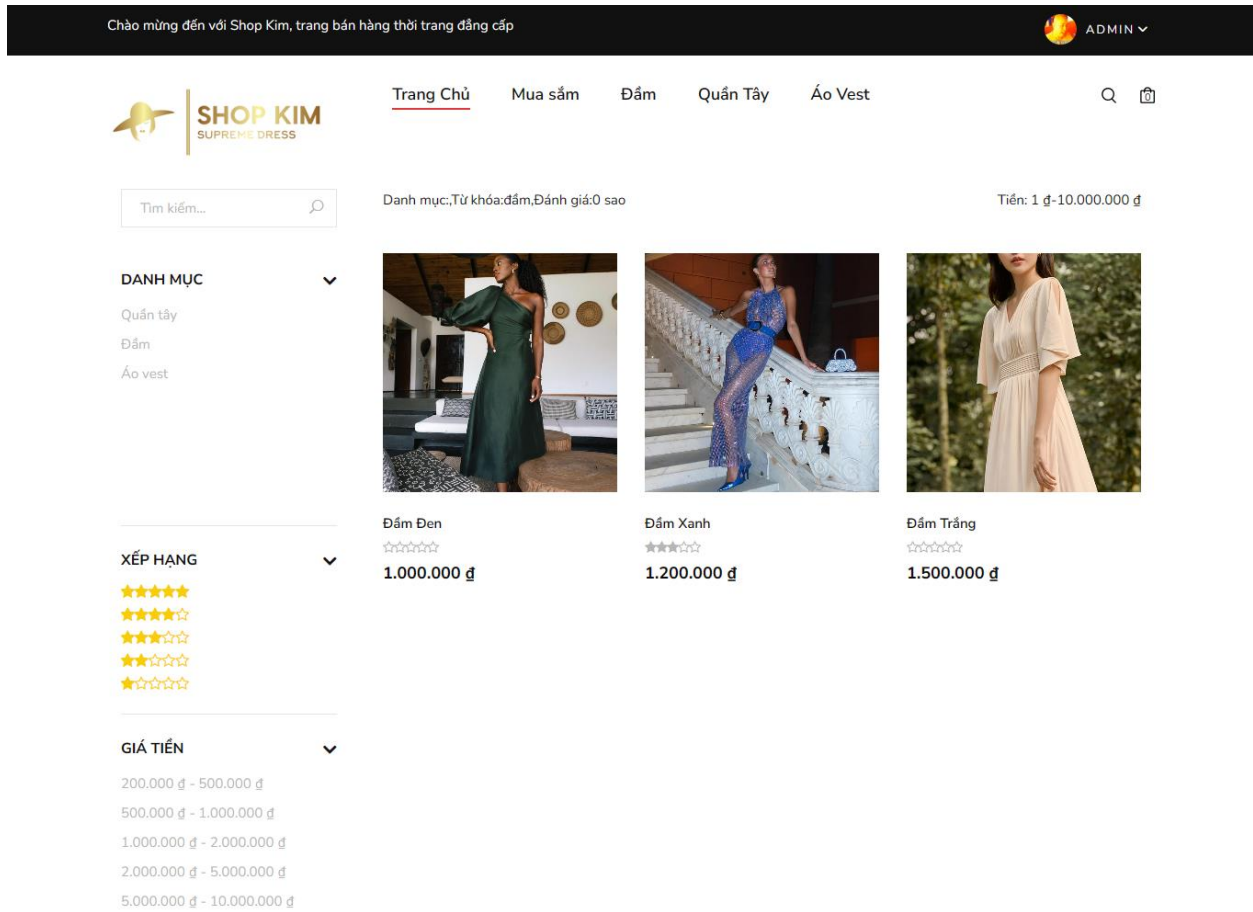 Chào mừng đến với Shop Kim, trang bán hàng thời trang đẳng cấp
ADMIN
SHOP KIM
SUPREME DRESS
Trang Chủ
Mua sắm
Đầm
Quần Tây
Áo Vest
0
Tìm kiếm...
Danh mục:,Từ khóa:đầm,Đánh giá:0 sao
Tiền: 1 ₫-10.000.000 ₫
DANH MỤC
Quần tây
Đầm
Áo vest
XẾP HẠNG
GIÁ TIỀN
200.000 ₫ - 500.000 ₫
500.000 ₫ - 1.000.000 ₫
1.000.000 ₫ - 2.000.000 ₫
2.000.000 ₫ - 5.000.000 ₫
5.000.000 ₫ - 10.000.000 ₫
Đầm Đen
1.000.000 ₫
Đầm Xanh
1.200.000 ₫
Đầm Trắng
1.500.000 ₫